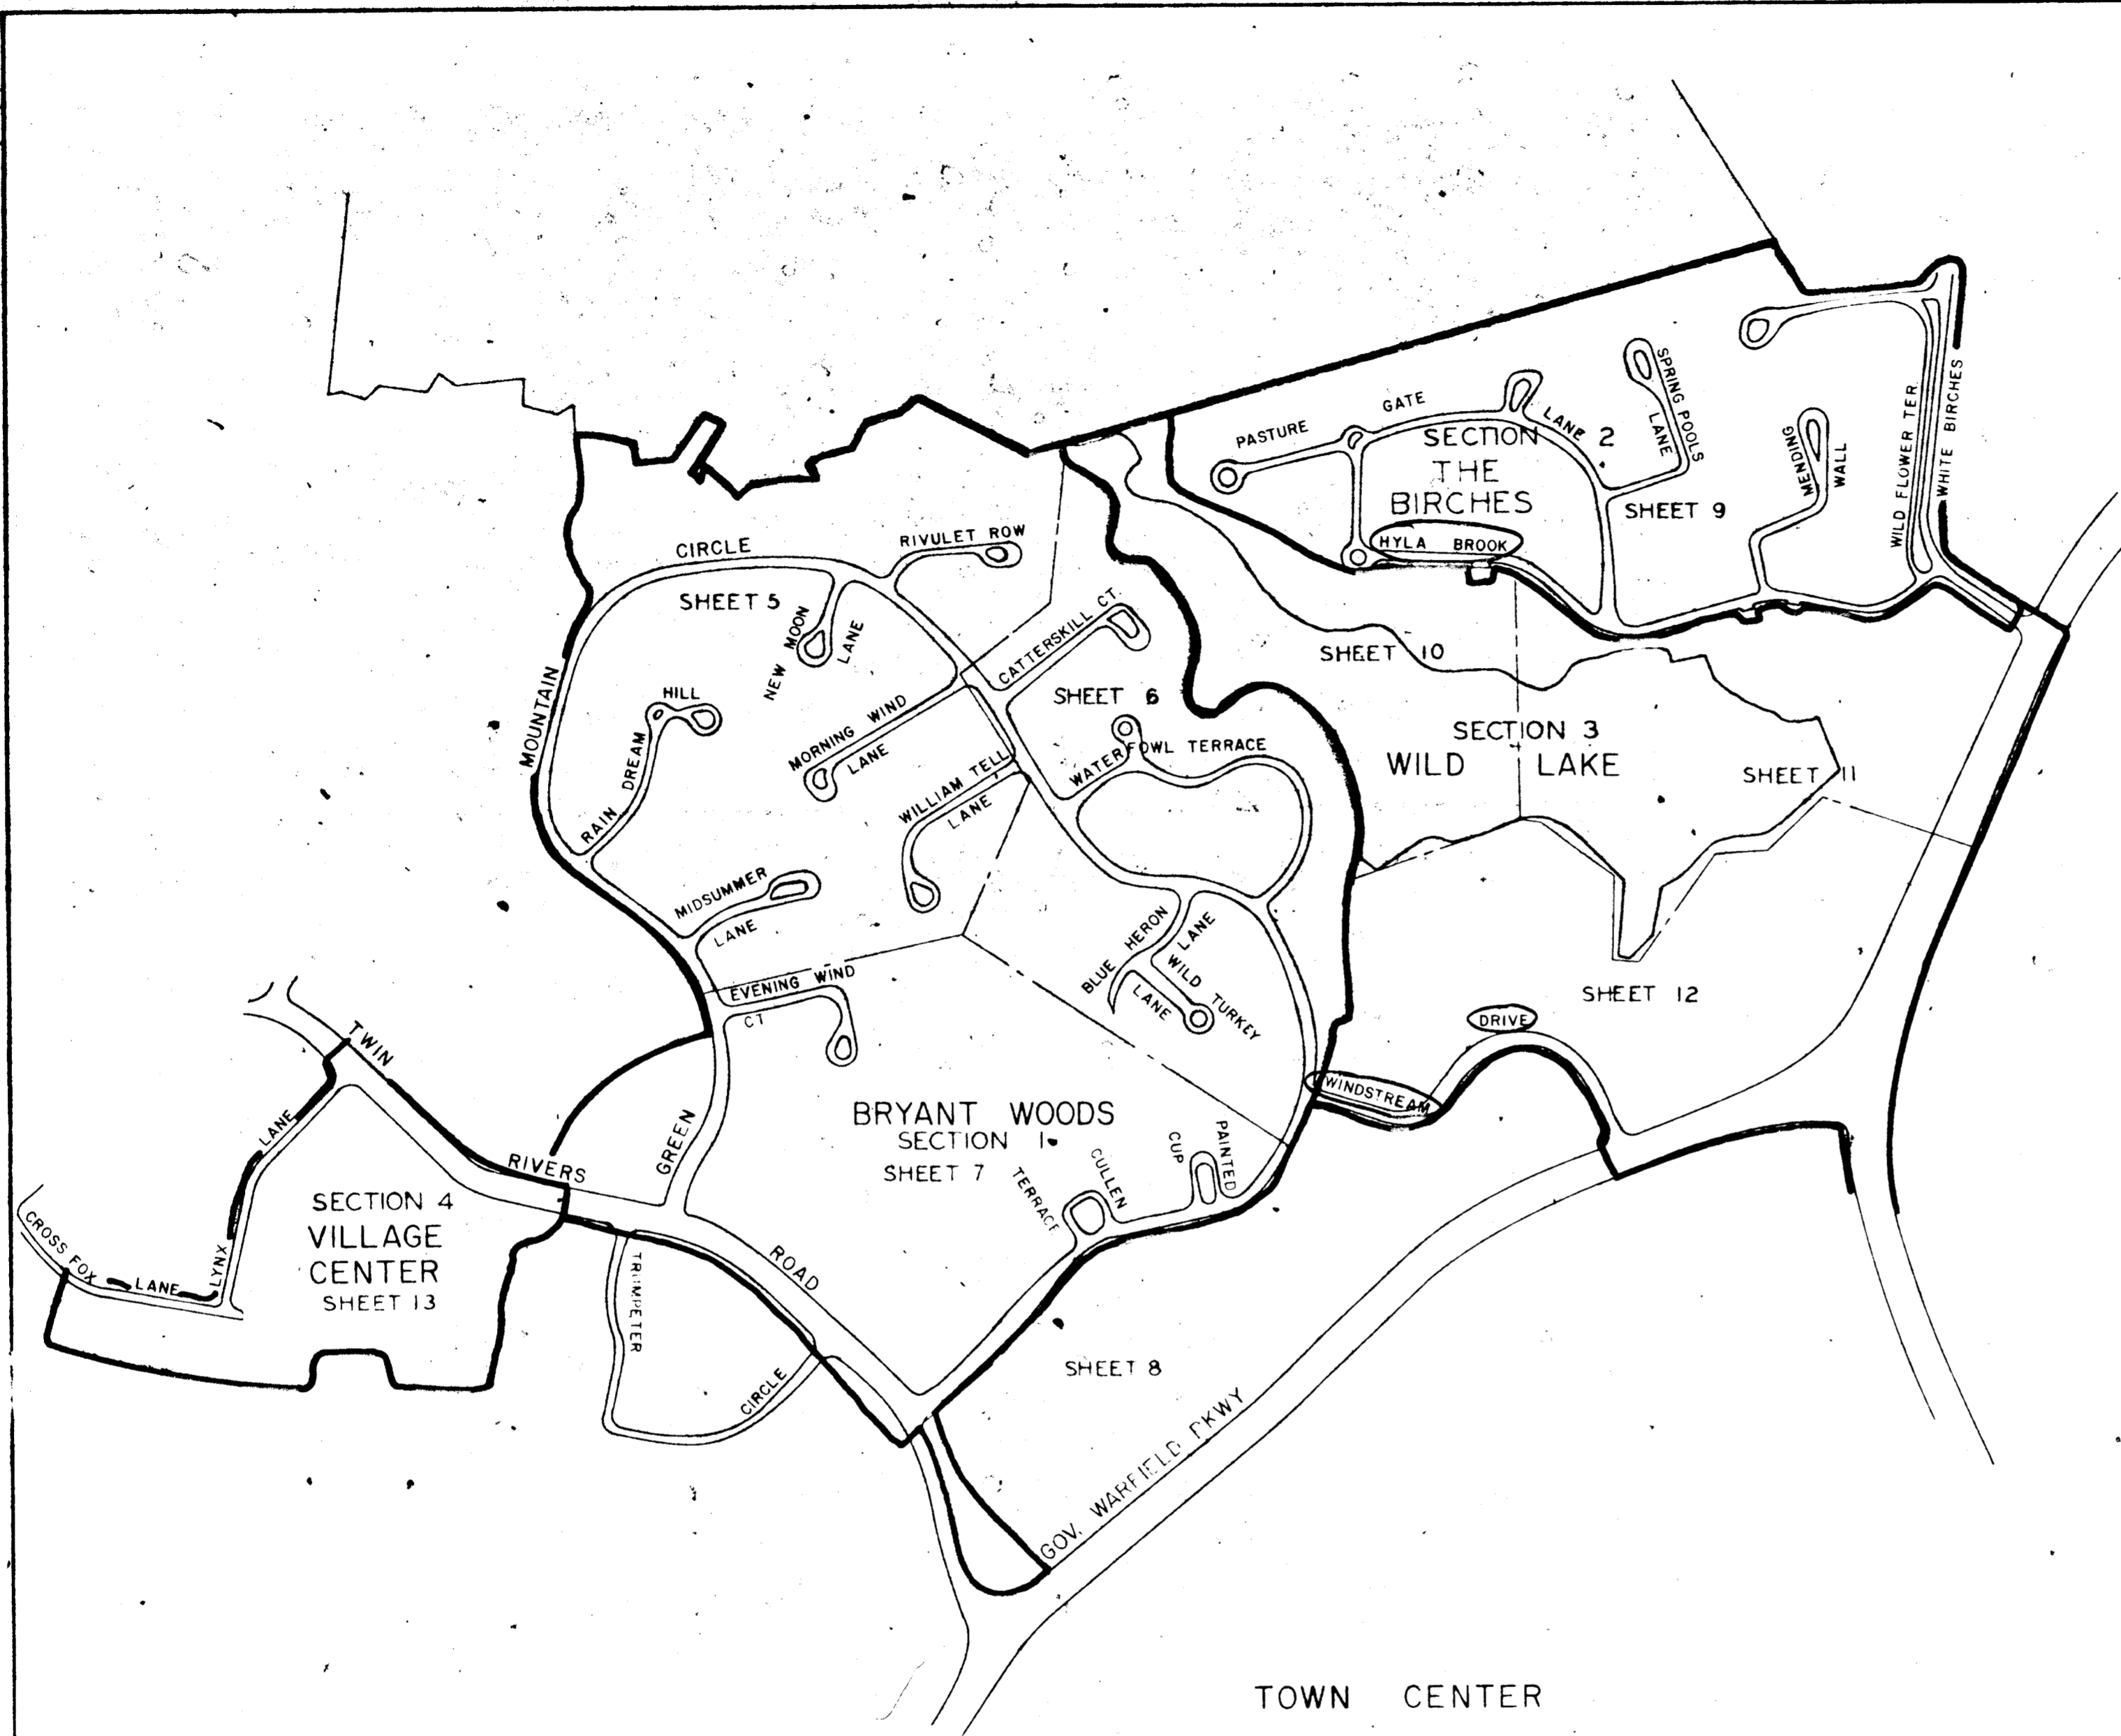 PASTURE
GATE
LANE
SPRING POOLS
LANE
SECTION 2
THE
BIRCHES
SHEET 9
MENDING
WALL
WILD FLOWER TER.
WHITE BIRCHES
HYLA BROOK
CIRCLE
RIVULET ROW
SHEET 5
NEW MOON
LANE
CATTERSKILL CT.
SHEET 10
MOUNTAIN
HILL
DREAM
RAIN
MORNING WIND
LANE
SHEET 6
WATERFOWL TERRACE
SECTION 3
WILD LAKE
SHEET 11
WILLIAM TELL
LANE
MIDSUMMER
LANE
BLUE HERON
LANE
WILD TURKEY
LANE
EVENING WIND
CT
SHEET 12
DRIVE
WINDSTREAM
TWIN
RIVERS
ROAD
GREEN
BRYANT WOODS
SECTION 1
SHEET 7
TERRACE
CULLEN
CUP
PAINTED
LANE
LYNX
CROSS FOX LANE
SECTION 4
VILLAGE
CENTER
SHEET 13
TRUMPETER
CIRCLE
SHEET 8
GOV. WARFIELD PKWY
TOWN CENTER